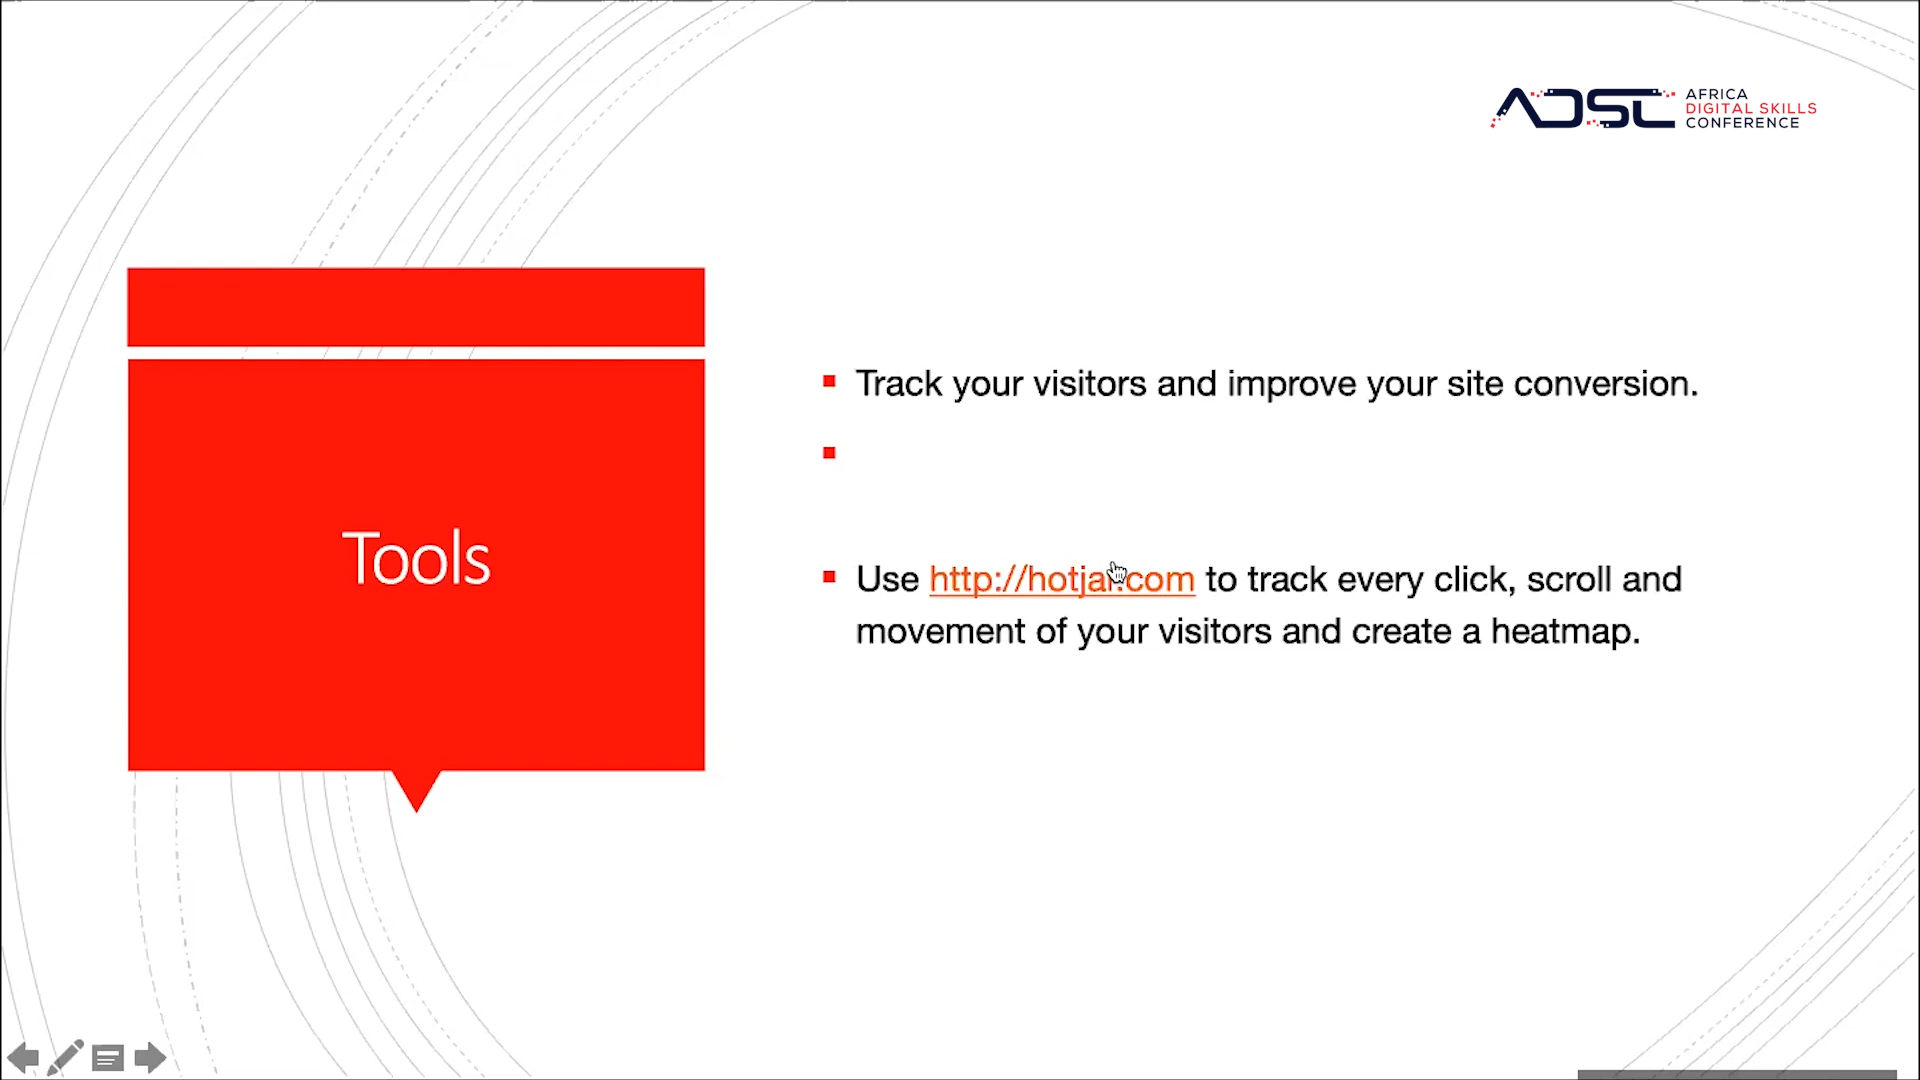 AFRICA
DIGITAL SKILLS
CONFERENCE
ADSC
Tools
Track your visitors and improve your site conversion.
Use http://hotjar.com to track every click, scroll and
movement of your visitors and create a heatmap.